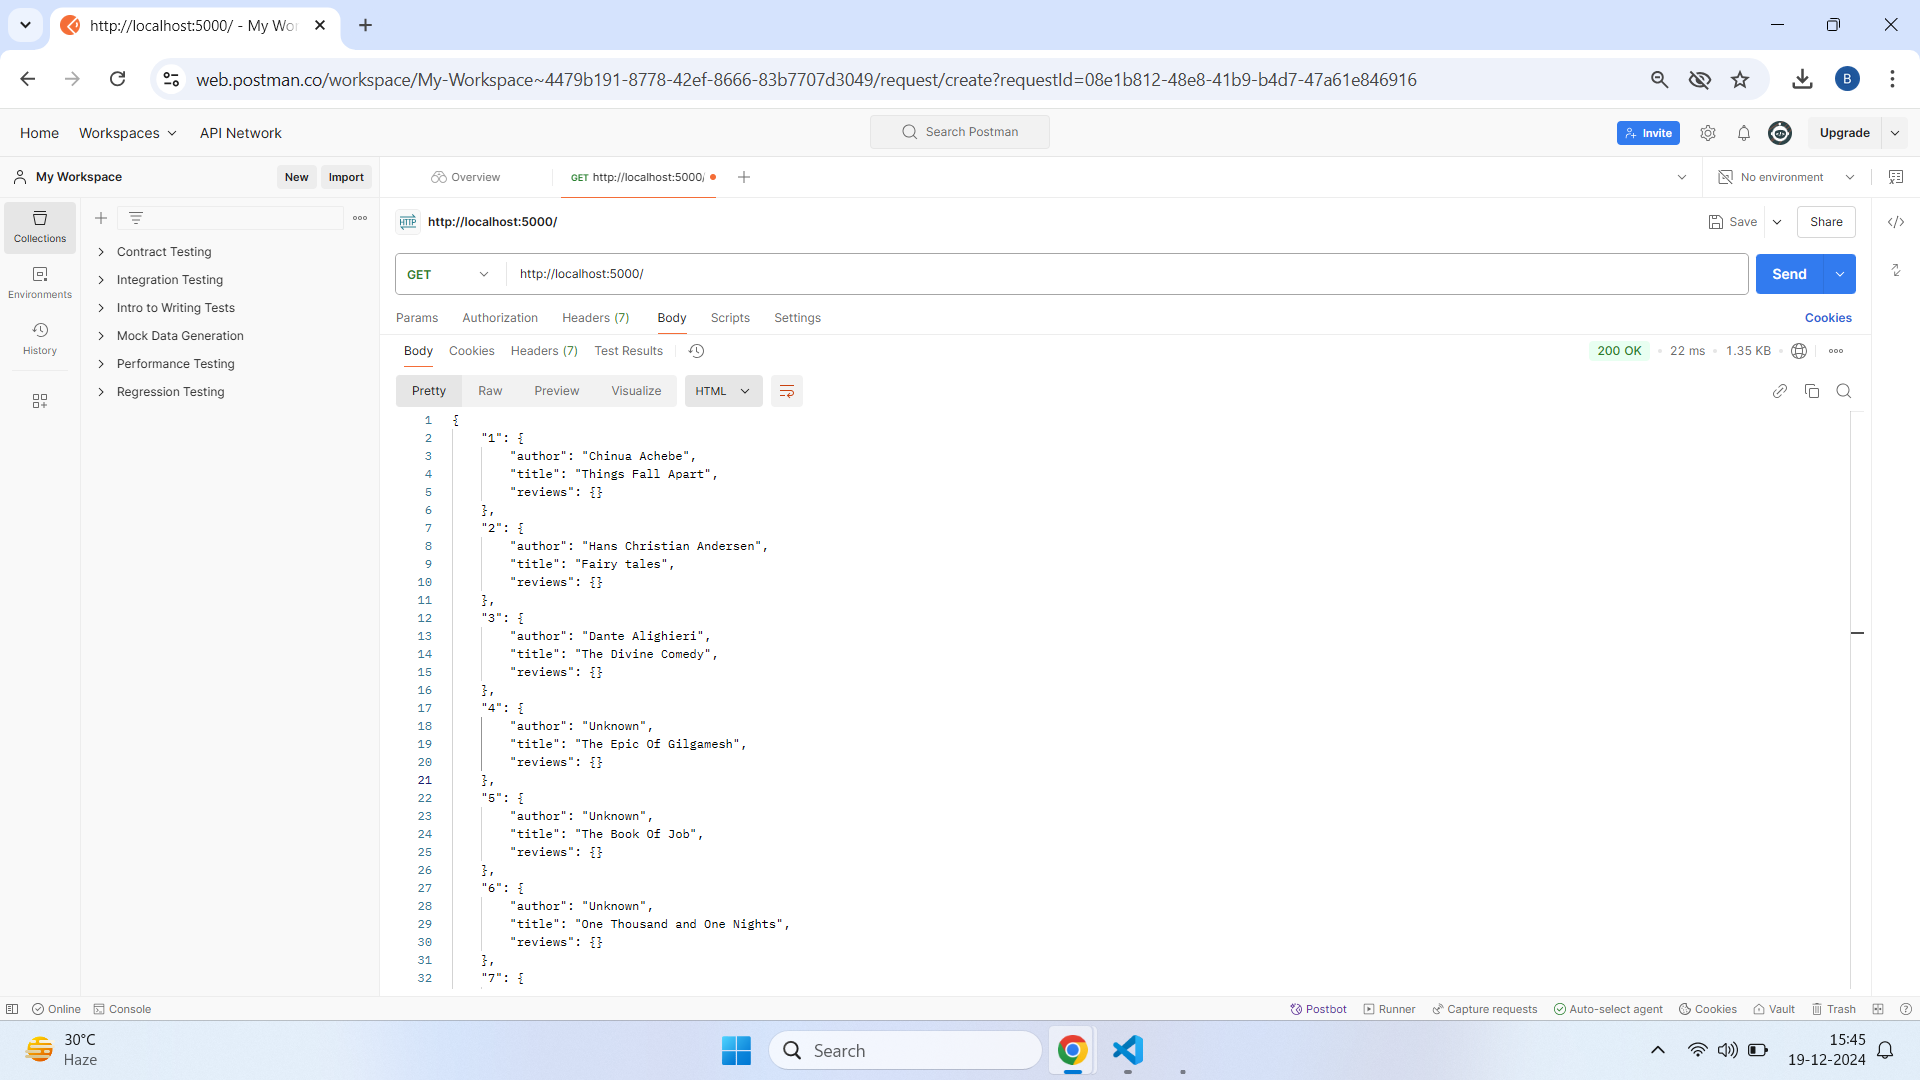 http://localhost:5000/ - My Wor
web.postman.co/workspace/My-Workspace~4479b191-8778-42ef-8666-83b7707d3049/request/create?requestId=08e1b812-48e8-41b9-b4d7-47a61e846916
B
Home Workspaces API Network
Search Postman
Invite
Upgrade
My Workspace
New Import
Overview
GET http://localhost:5000/
No environment
Collections
Environments
History
Contract Testing
Integration Testing
Intro to Writing Tests
Mock Data Generation
Performance Testing
Regression Testing
HTTP http://localhost:5000/
Save Share
GET http://localhost:5000/
Send
Params Authorization Headers (7) Body Scripts Settings
Cookies
Body Cookies Headers (7) Test Results
200 OK 22 ms 1.35 KB
Pretty Raw Preview Visualize HTML
1 {
2 "1": {
3 "author": "Chinua Achebe",
4 "title": "Things Fall Apart",
5 "reviews": {}
6 },
7 "2": {
8 "author": "Hans Christian Andersen",
9 "title": "Fairy tales",
10 "reviews": {}
11 },
12 "3": {
13 "author": "Dante Alighieri",
14 "title": "The Divine Comedy",
15 "reviews": {}
16 },
17 "4": {
18 "author": "Unknown",
19 "title": "The Epic Of Gilgamesh",
20 "reviews": {}
21 },
22 "5": {
23 "author": "Unknown",
24 "title": "The Book Of Job",
25 "reviews": {}
26 },
27 "6": {
28 "author": "Unknown",
29 "title": "One Thousand and One Nights",
30 "reviews": {}
31 },
32 "7": {
Online Console
Postbot Runner Capture requests Auto-select agent Cookies Vault Trash
30°C
Haze
Search
15:45
19-12-2024